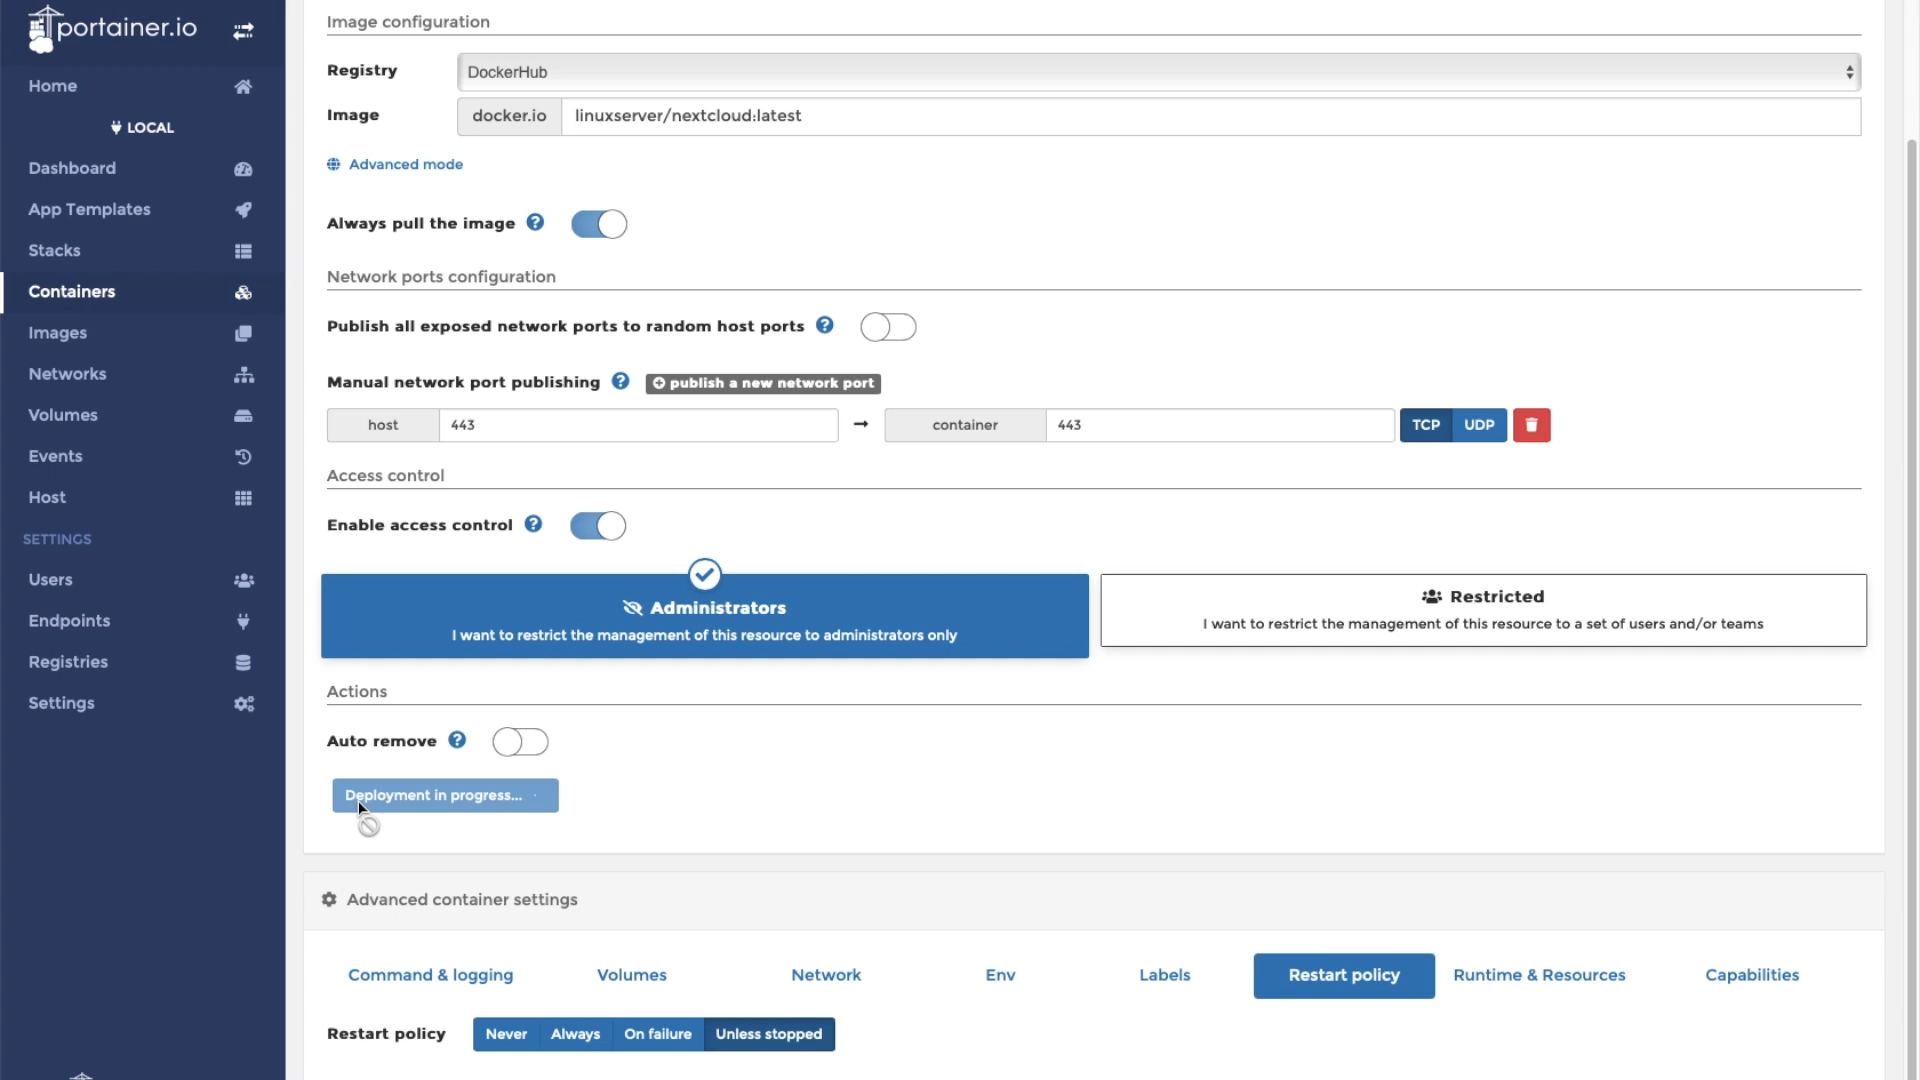 portainer.io
Home
LOCAL
Dashboard
App Templates
Stacks
Containers
Images
Networks
Volumes
Events
Host
SETTINGS
Users
Endpoints
Registries
Settings
Image configuration
Registry DockerHub
Image docker.io linuxserver/nextcloud:latest
Advanced mode
Always pull the image
Network ports configuration
Publish all exposed network ports to random host ports
Manual network port publishing publish a new network port
host 443 → container 443 TCP UDP
Access control
Enable access control
Administrators
I want to restrict the management of this resource to administrators only
Restricted
I want to restrict the management of this resource to a set of users and/or teams
Actions
Auto remove
Deployment in progress...
Advanced container settings
Command & logging Volumes Network Env Labels Restart policy Runtime & Resources Capabilities
Restart policy Never Always On failure Unless stopped